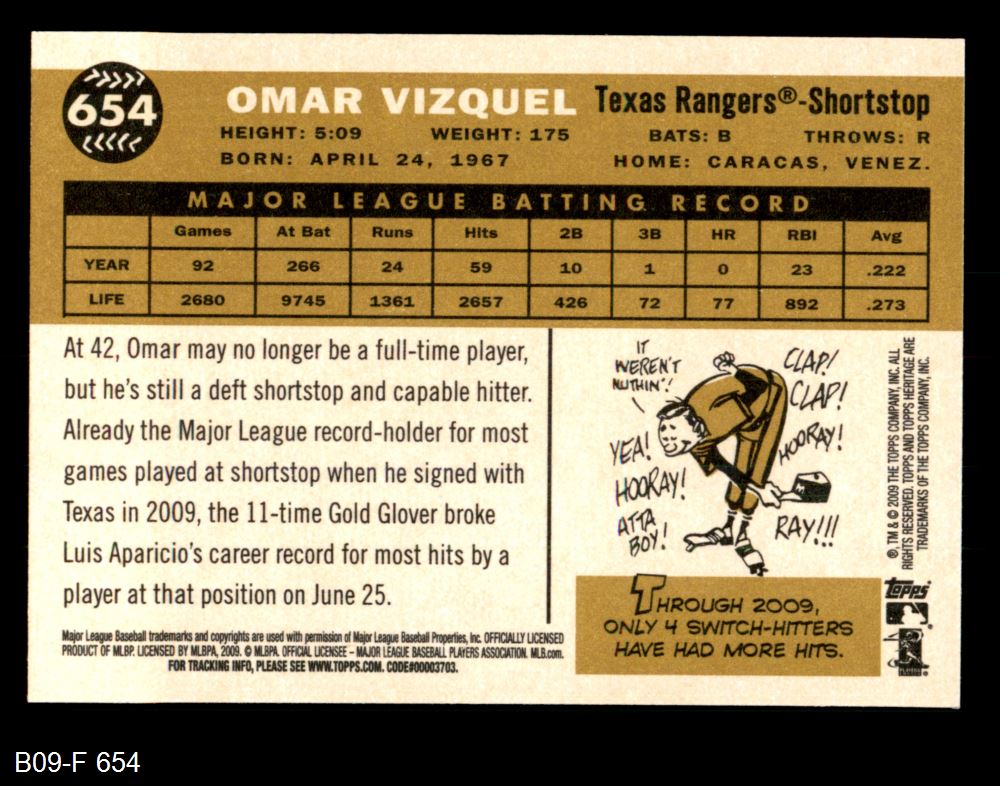 654
OMAR VIZQUEL Texas Rangers®-Shortstop
HEIGHT: 5:09 WEIGHT: 175 BATS: B THROWS: R
BORN: APRIL 24, 1967 HOME: CARACAS, VENEZ.
MAJOR LEAGUE BATTING RECORD
Games At Bat Runs Hits 2B 3B HR RBI Avg
YEAR 92 266 24 59 10 1 0 23 .222
LIFE 2680 9745 1361 2657 426 72 77 892 .273
At 42, Omar may no longer be a full-time player,
but he's still a deft shortstop and capable hitter.
Already the Major League record-holder for most
games played at shortstop when he signed with
Texas in 2009, the 11-time Gold Glover broke
Luis Aparicio's career record for most hits by a
player at that position on June 25.
Major League Baseball trademarks and copyrights are used with permission of Major League Baseball Properties, Inc. OFFICIALLY LICENSED
PRODUCT OF MLBP. LICENSED BY MLBPA, 2009. © MLBPA. OFFICIAL LICENSEE – MAJOR LEAGUE BASEBALL PLAYERS ASSOCIATION. MLB.com.
FOR TRACKING INFO, PLEASE SEE WWW.TOPPS.COM. CODE#00003703.
IT
WEREN'T
NUTHIN'!
CLAP!
CLAP!
YEA!
HOORAY!
HOORAY!
ATTA
BOY!
RAY!!!
THROUGH 2009,
ONLY 4 SWITCH-HITTERS
HAVE HAD MORE HITS.
®, TM & © 2009 THE TOPPS COMPANY, INC. ALL
RIGHTS RESERVED. TOPPS AND TOPPS HERITAGE ARE
TRADEMARKS OF THE TOPPS COMPANY, INC.
Topps
B09-F 654